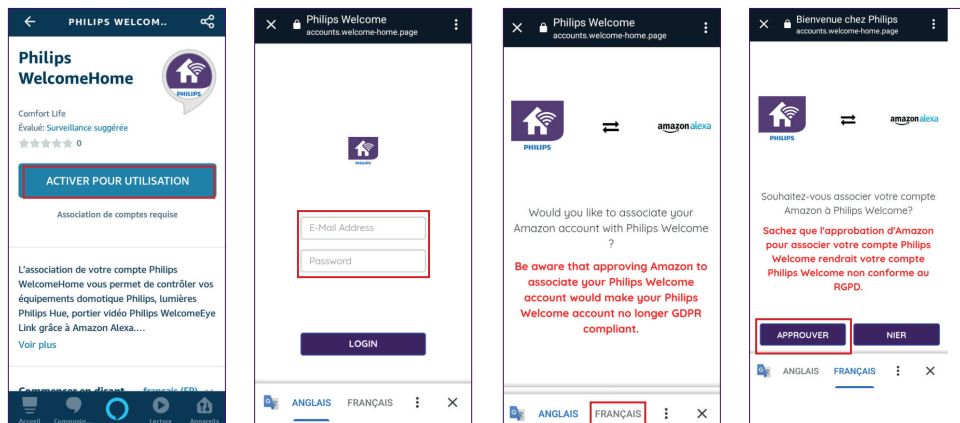 PHILIPS WELCOM..
Philips
WelcomeHome
PHILIPS
Comfort Life
Évalué: Surveillance suggérée
0
ACTIVER POUR UTILISATION
Association de comptes requise
L'association de votre compte Philips
WelcomeHome vous permet de contrôler vos
équipements domotique Philips, lumières
Philips Hue, portier vidéo Philips WelcomeEye
Link grâce à Amazon Alexa....
Voir plus
Commencer en disant français (FR)
Accueil Communiq... Lecture Appareils
Philips Welcome
accounts.welcome-home.page
PHILIPS
E-Mail Address
Password
LOGIN
ANGLAIS FRANÇAIS
Philips Welcome
accounts.welcome-home.page
PHILIPS
amazon alexa
Would you like to associate your
Amazon account with Philips Welcome
?
Be aware that approving Amazon to
associate your Philips Welcome
account would make your Philips
Welcome account no longer GDPR
compliant.
ANGLAIS FRANÇAIS
Bienvenue chez Philips
accounts.welcome-home.page
PHILIPS
amazon alexa
Souhaitez-vous associer votre compte
Amazon à Philips Welcome?
Sachez que l'approbation d'Amazon
pour associer votre compte Philips
Welcome rendrait votre compte
Philips Welcome non conforme au
RGPD.
APPROUVER NIER
ANGLAIS FRANÇAIS